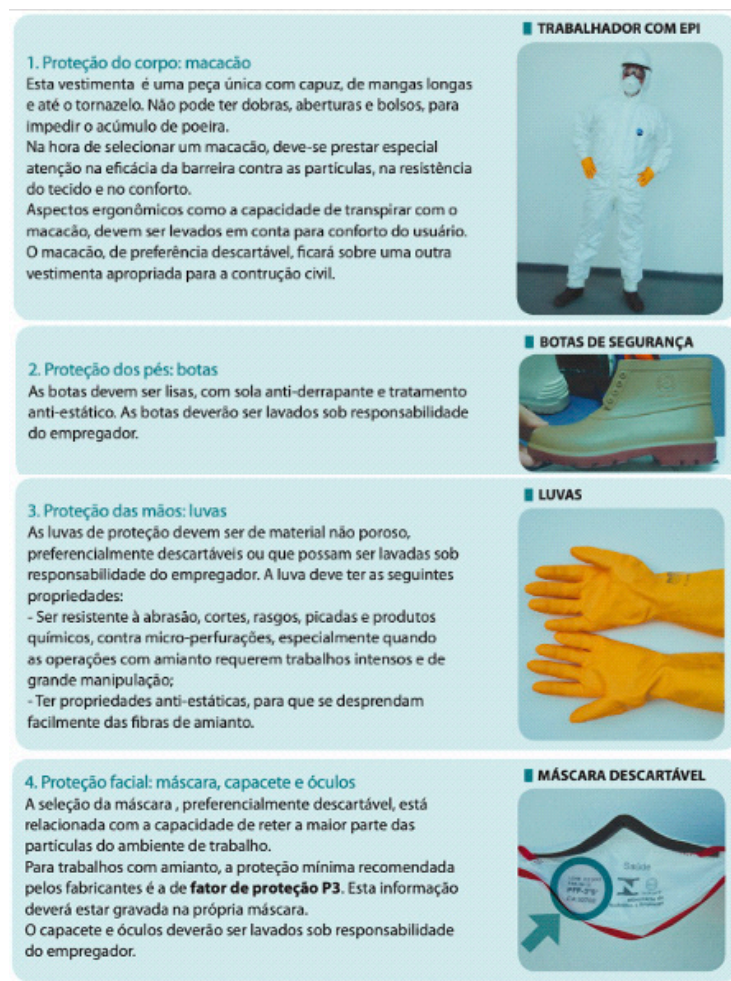 TRABALHADOR COM EPI
1. Proteção do corpo: macacão
Esta vestimenta é uma peça única com capuz, de mangas longas
e até o tornazelo. Não pode ter dobras, aberturas e bolsos, para
impedir o acúmulo de poeira.
Na hora de selecionar um macacão, deve-se prestar especial
atenção na eficácia da barreira contra as partículas, na resistência
do tecido e no conforto.
Aspectos ergonômicos como a capacidade de transpirar com o
macacão, devem ser levados em conta para conforto do usuário.
O macacão, de preferência descartável, ficará sobre uma outra
vestimenta apropriada para a contrução civil.
BOTAS DE SEGURANÇA
2. Proteção dos pés: botas
As botas devem ser lisas, com sola anti-derrapante e tratamento
anti-estático. As botas deverão ser lavados sob responsabilidade
do empregador.
LUVAS
3. Proteção das mãos: luvas
As luvas de proteção devem ser de material não poroso,
preferencialmente descartáveis ou que possam ser lavadas sob
responsabilidade do empregador. A luva deve ter as seguintes
propriedades:
- Ser resistente à abrasão, cortes, rasgos, picadas e produtos
químicos, contra micro-perfurações, especialmente quando
as operações com amianto requerem trabalhos intensos e de
grande manipulação;
- Ter propriedades anti-estáticas, para que se desprendam
facilmente das fibras de amianto.
MÁSCARA DESCARTÁVEL
4. Proteção facial: máscara, capacete e óculos
A seleção da máscara , preferencialmente descartável, está
relacionada com a capacidade de reter a maior parte das
partículas do ambiente de trabalho.
Para trabalhos com amianto, a proteção mínima recomendada
pelos fabricantes é a de fator de proteção P3. Esta informação
deverá estar gravada na própria máscara.
O capacete e óculos deverão ser lavados sob responsabilidade
do empregador.
Saúde